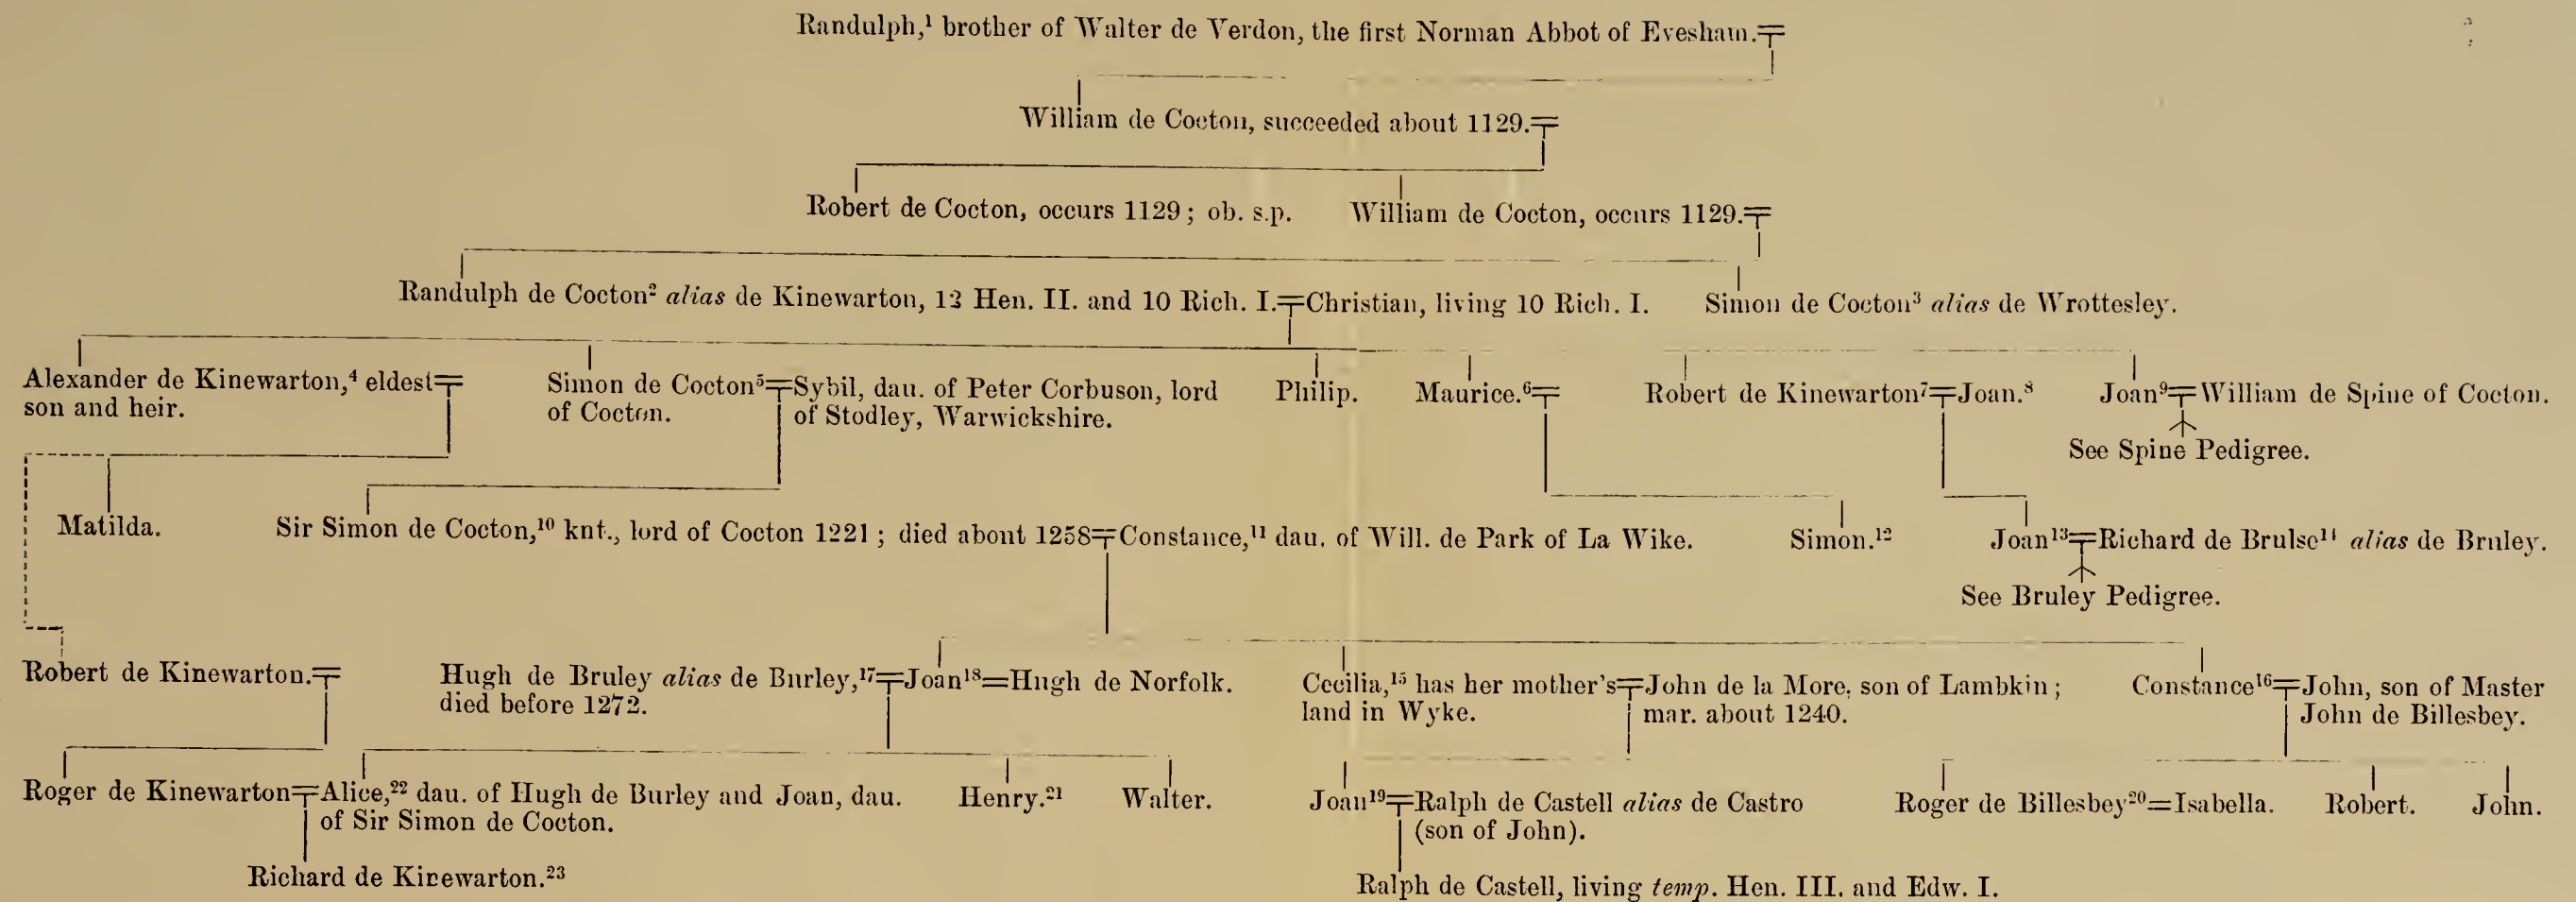 Randulph,¹ brother of Walter de Verdon, the first Norman Abbot of Evesham.
William de Cocton, succeeded about 1129.
Robert de Cocton, occurs 1129; ob. s.p. William de Cocton, occurs 1129.
Randulph de Cocton² alias de Kinewarton, 12 Hen. II. and 10 Rich. I.=Christian, living 10 Rich. I. Simon de Cocton³ alias de Wrottesley.
Alexander de Kinewarton,⁴ eldest
son and heir.
Simon de Cocton⁵
of Cocton.
=Sybil, dau. of Peter Corbuson, lord
of Stodley, Warwickshire.
Philip.
Maurice.⁶
Robert de Kinewarton⁷=Joan.⁸
Joan⁹=William de Spine of Cocton.
See Spine Pedigree.
Matilda.
Sir Simon de Cocton,¹⁰ knt., lord of Cocton 1221; died about 1258=Constance,¹¹ dau. of Will. de Park of La Wike.
Simon.¹²
Joan¹³=Richard de Brulse¹⁴ alias de Bruley.
See Bruley Pedigree.
Robert de Kinewarton.
Hugh de Bruley alias de Burley,¹⁷
died before 1272.
=Joan¹⁸=Hugh de Norfolk.
Cecilia,¹⁵ has her mother's
land in Wyke.
=John de la More, son of Lambkin;
mar. about 1240.
Constance¹⁶=John, son of Master
John de Billesbey.
Roger de Kinewarton=Alice,²² dau. of Hugh de Burley and Joan, dau.
of Sir Simon de Cocton.
Henry.²¹
Walter.
Joan¹⁹=Ralph de Castell alias de Castro
(son of John).
Roger de Billesbey²⁰=Isabella.
Robert.
John.
Richard de Kinewarton.²³
Ralph de Castell, living temp. Hen. III. and Edw. I.